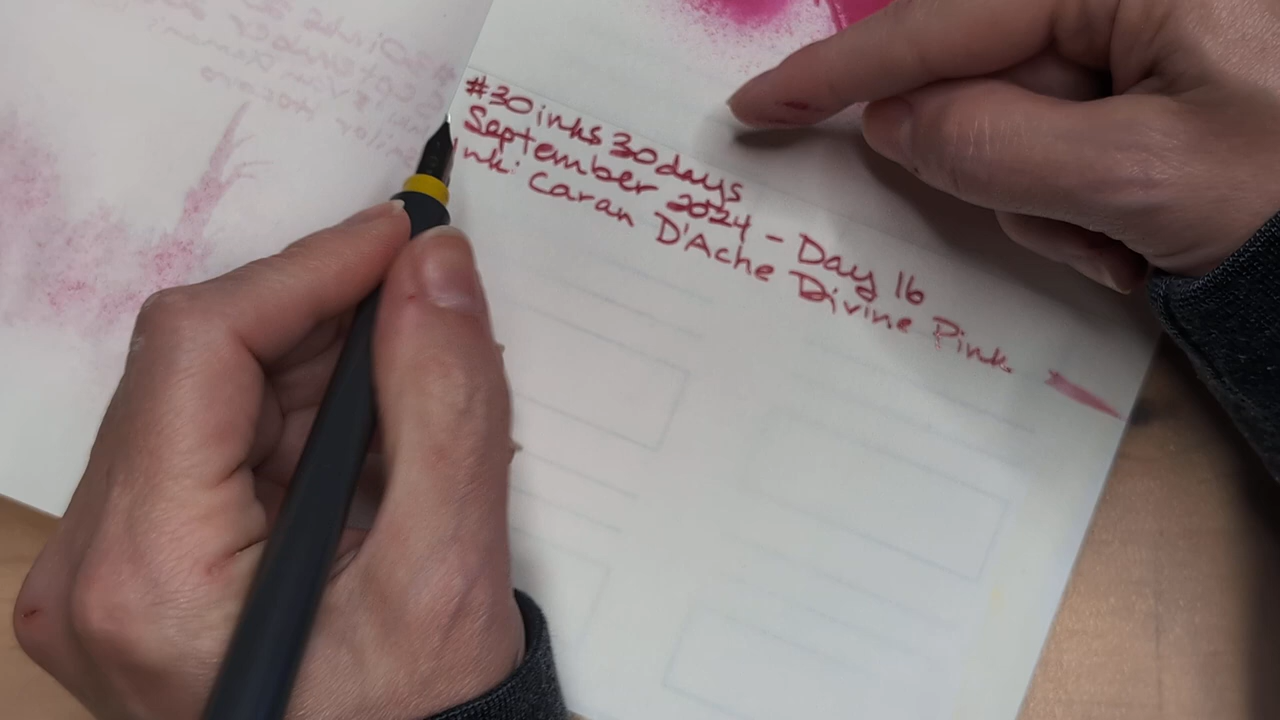 #30inks30days
September 2024 - Day 16
Ink: Caran D'Ache Divine Pink